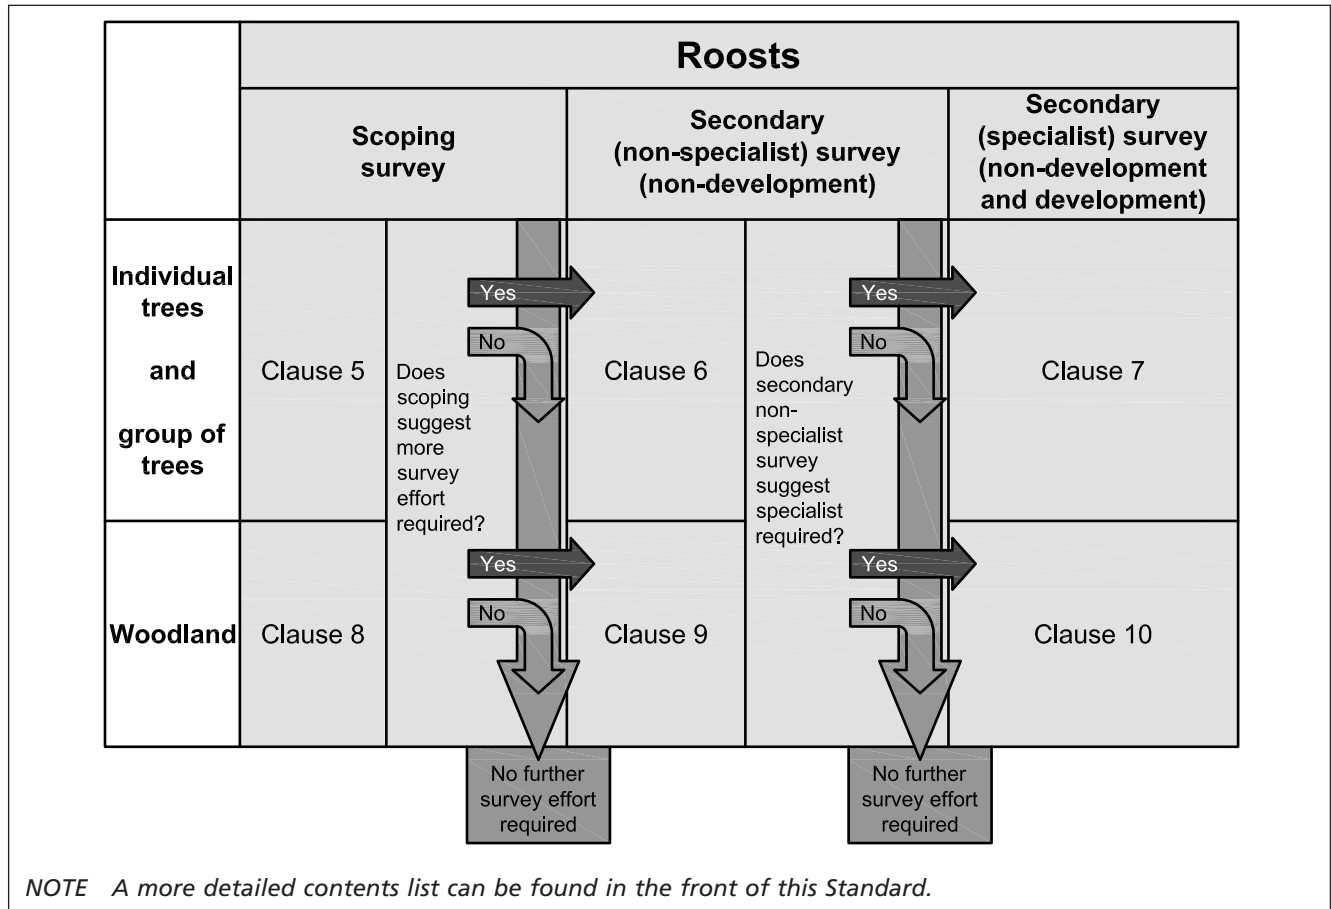 Roosts
Scoping
survey
Secondary
(non-specialist) survey
(non-development)
Secondary
(specialist) survey
(non-development
and development)
Individual
trees
and
group of
trees
Clause 5
Does
scoping
suggest
more
survey
effort
required?
Yes
No
Clause 6
Does
secondary
non-
specialist
survey
suggest
specialist
required?
Yes
No
Clause 7
Woodland
Clause 8
Yes
No
Clause 9
Yes
No
Clause 10
No further
survey effort
required
No further
survey effort
required
NOTE A more detailed contents list can be found in the front of this Standard.